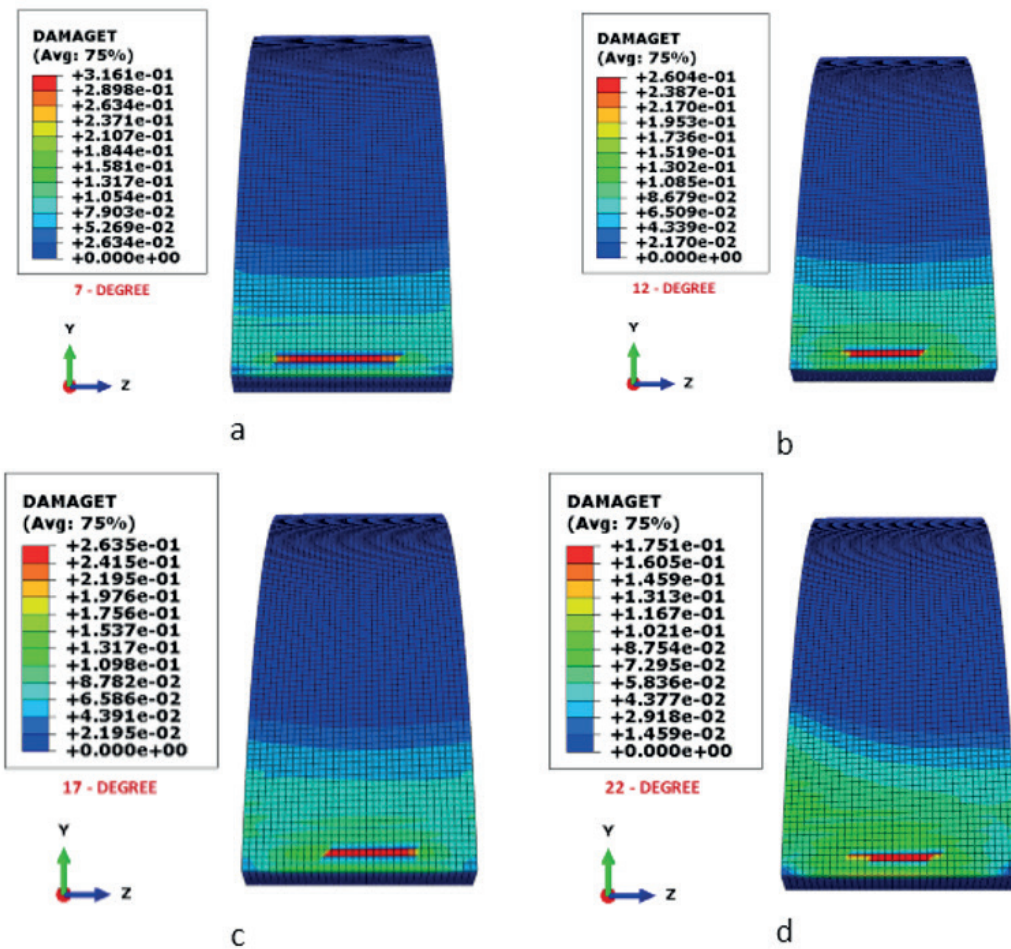 DAMAGET
(Avg: 75%)
+3.161e-01
+2.898e-01
+2.634e-01
+2.371e-01
+2.107e-01
+1.844e-01
+1.581e-01
+1.317e-01
+1.054e-01
+7.903e-02
+5.269e-02
+2.634e-02
+0.000e+00
7 - DEGREE
Y
Z
a
DAMAGET
(Avg: 75%)
+2.604e-01
+2.387e-01
+2.170e-01
+1.953e-01
+1.736e-01
+1.519e-01
+1.302e-01
+1.085e-01
+8.679e-02
+6.509e-02
+4.339e-02
+2.170e-02
+0.000e+00
12 - DEGREE
Y
Z
b
DAMAGET
(Avg: 75%)
+2.635e-01
+2.415e-01
+2.195e-01
+1.976e-01
+1.756e-01
+1.537e-01
+1.317e-01
+1.098e-01
+8.782e-02
+6.586e-02
+4.391e-02
+2.195e-02
+0.000e+00
17 - DEGREE
Y
Z
c
DAMAGET
(Avg: 75%)
+1.751e-01
+1.605e-01
+1.459e-01
+1.313e-01
+1.167e-01
+1.021e-01
+8.754e-02
+7.295e-02
+5.836e-02
+4.377e-02
+2.918e-02
+1.459e-02
+0.000e+00
22 - DEGREE
Y
Z
d